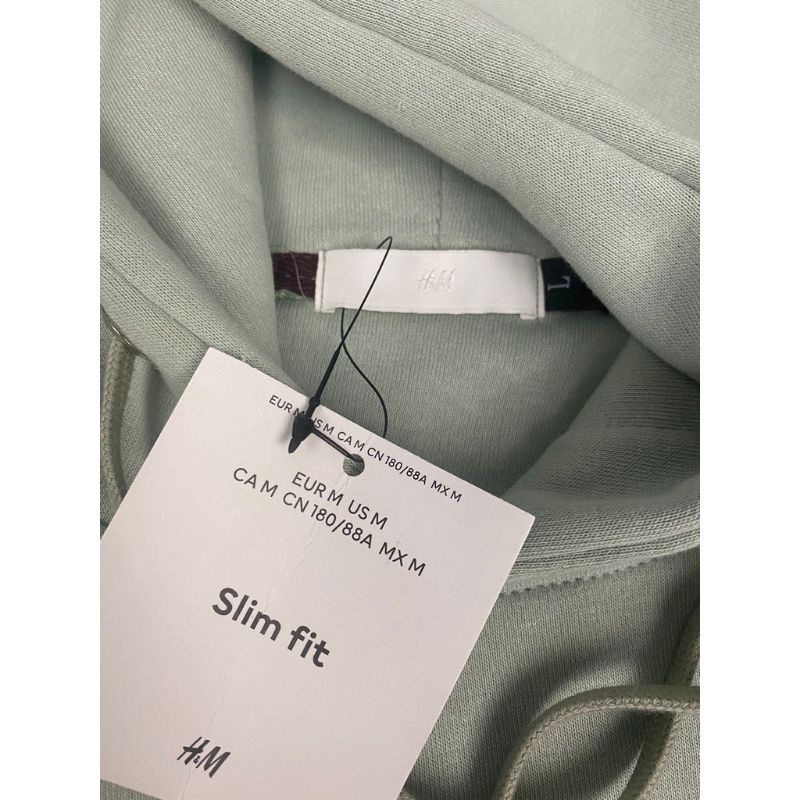 H&M
L
EUR M US M CA M CN 180/88A MX M
EUR M US M
CA M CN 180/88A MX M
Slim fit
H&M